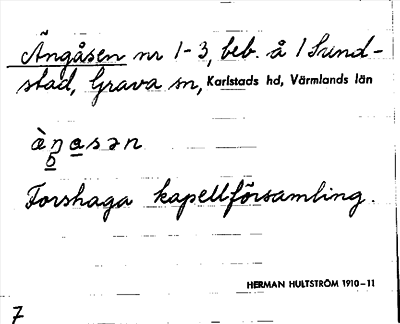 Ängåsen nr 1-3, beb. å 1 Sund-
stad, Grava sn, Karlstads hd, Värmlands län
àŋasən
Forshaga kapellförsamling.
HERMAN HULTSTRÖM 1910-11
7